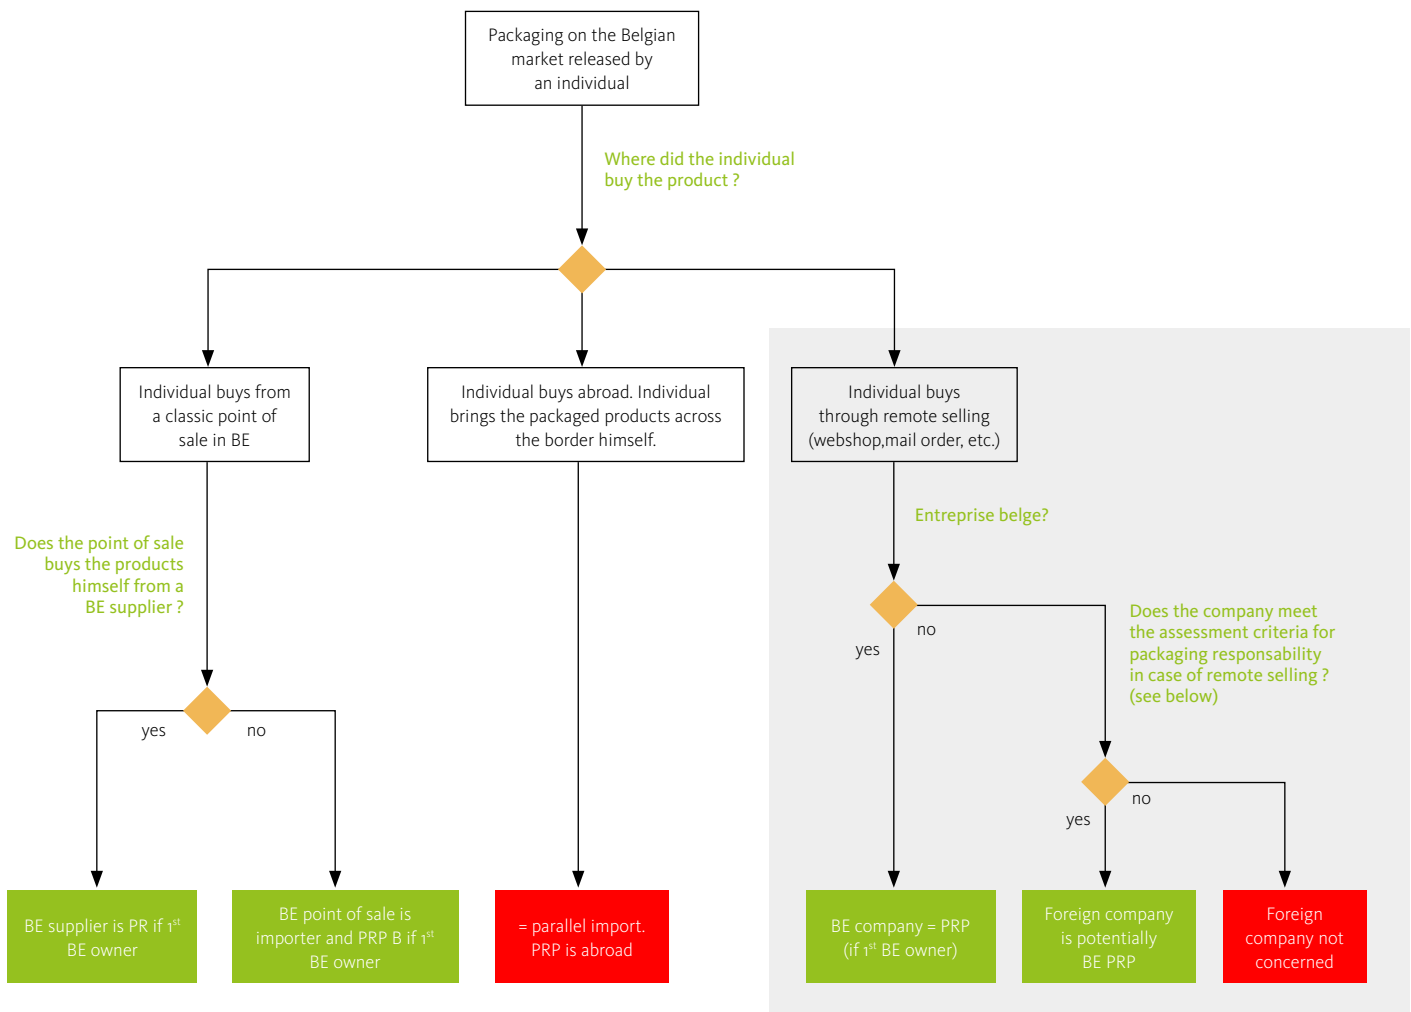 Packaging on the Belgian
market released by
an individual
Where did the individual
buy the product ?
Individual buys from
a classic point of
sale in BE
Individual buys abroad. Individual
brings the packaged products across
the border himself.
Individual buys
through remote selling
(webshop,mail order, etc.)
Entreprise belge?
Does the point of sale
buys the products
himself from a
BE supplier ?
Does the company meet
the assessment criteria for
packaging responsability
in case of remote selling ?
(see below)
yes
no
yes
no
yes
no
BE supplier is PR if 1st
BE owner
BE point of sale is
importer and PRP B if 1st
BE owner
= parallel import.
PRP is abroad
BE company = PRP
(if 1st BE owner)
Foreign company
is potentially
BE PRP
Foreign
company not
concerned